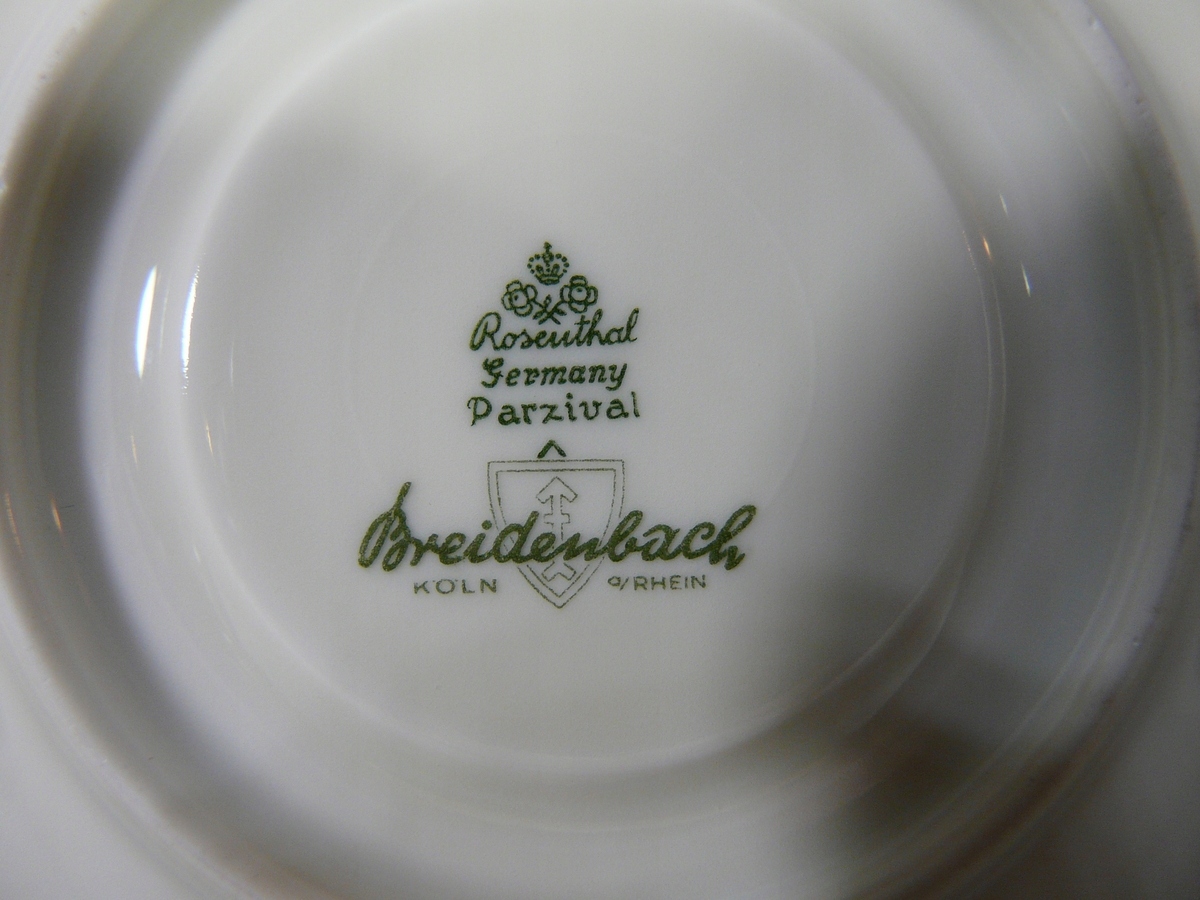 Rosenthal
Germany
Parzival
Breidenbach
KÖLN a/RHEIN